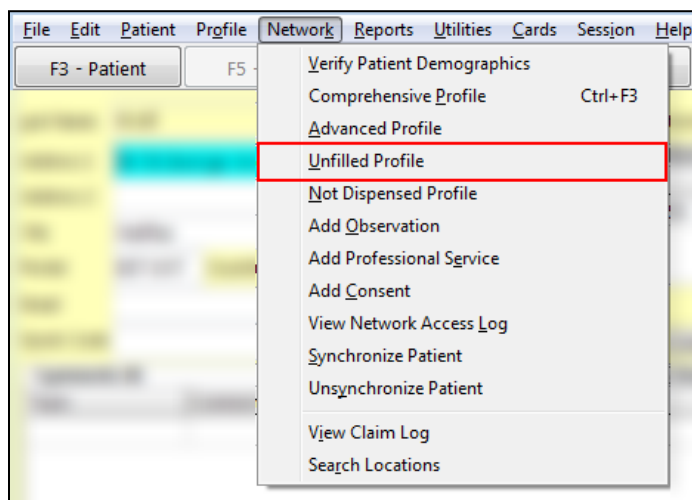 File Edit Patient Profile Network Reports Utilities Cards Session Help
F3 - Patient F5 -
Verify Patient Demographics
Comprehensive Profile Ctrl+F3
Advanced Profile
Unfilled Profile
Not Dispensed Profile
Add Observation
Add Professional Service
Add Consent
View Network Access Log
Synchronize Patient
Unsynchronize Patient
View Claim Log
Search Locations